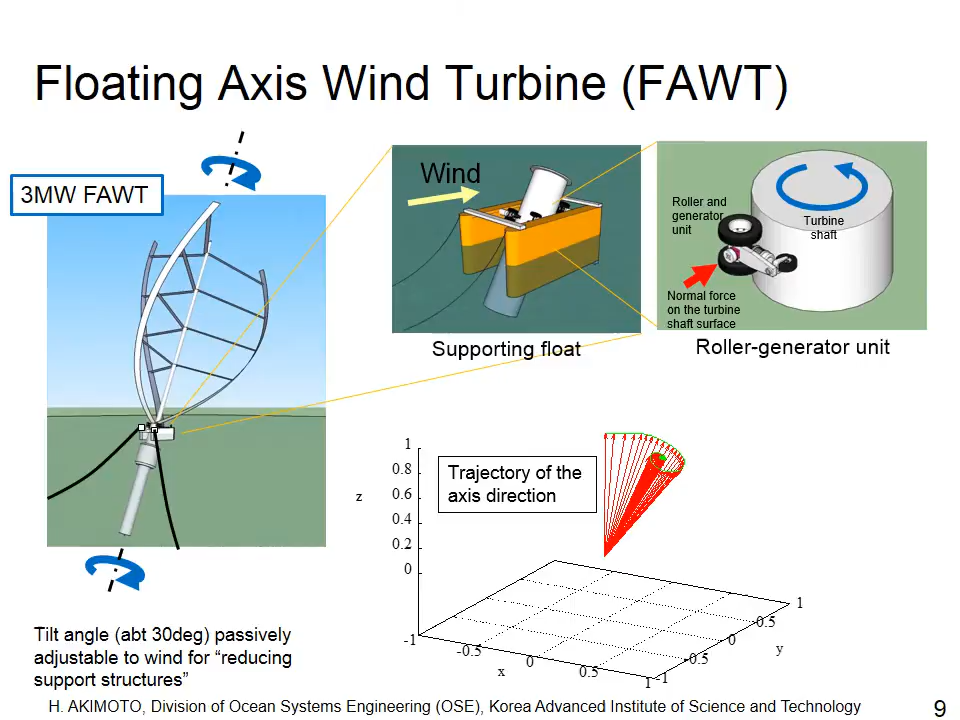 Floating Axis Wind Turbine (FAWT)
3MW FAWT
Wind
Supporting float
Roller and
generator
unit
Turbine
shaft
Normal force
on the turbine
shaft surface
Roller-generator unit
Trajectory of the
axis direction
1
0.8
0.6
0.4
0.2
0
z
-1
-0.5
0
0.5
1
x
-1
-0.5
0
0.5
1
y
Tilt angle (abt 30deg) passively
adjustable to wind for “reducing
support structures”
H. AKIMOTO, Division of Ocean Systems Engineering (OSE), Korea Advanced Institute of Science and Technology
9